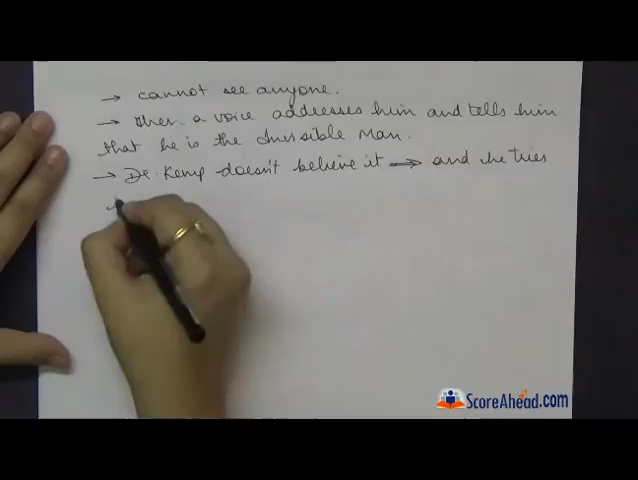 → cannot see anyone.
→ then a voice addresses him and tells him
that he is the Invisible Man.
→ Dr. Kemp doesn't believe it → and he tries
ScoreAhead.com